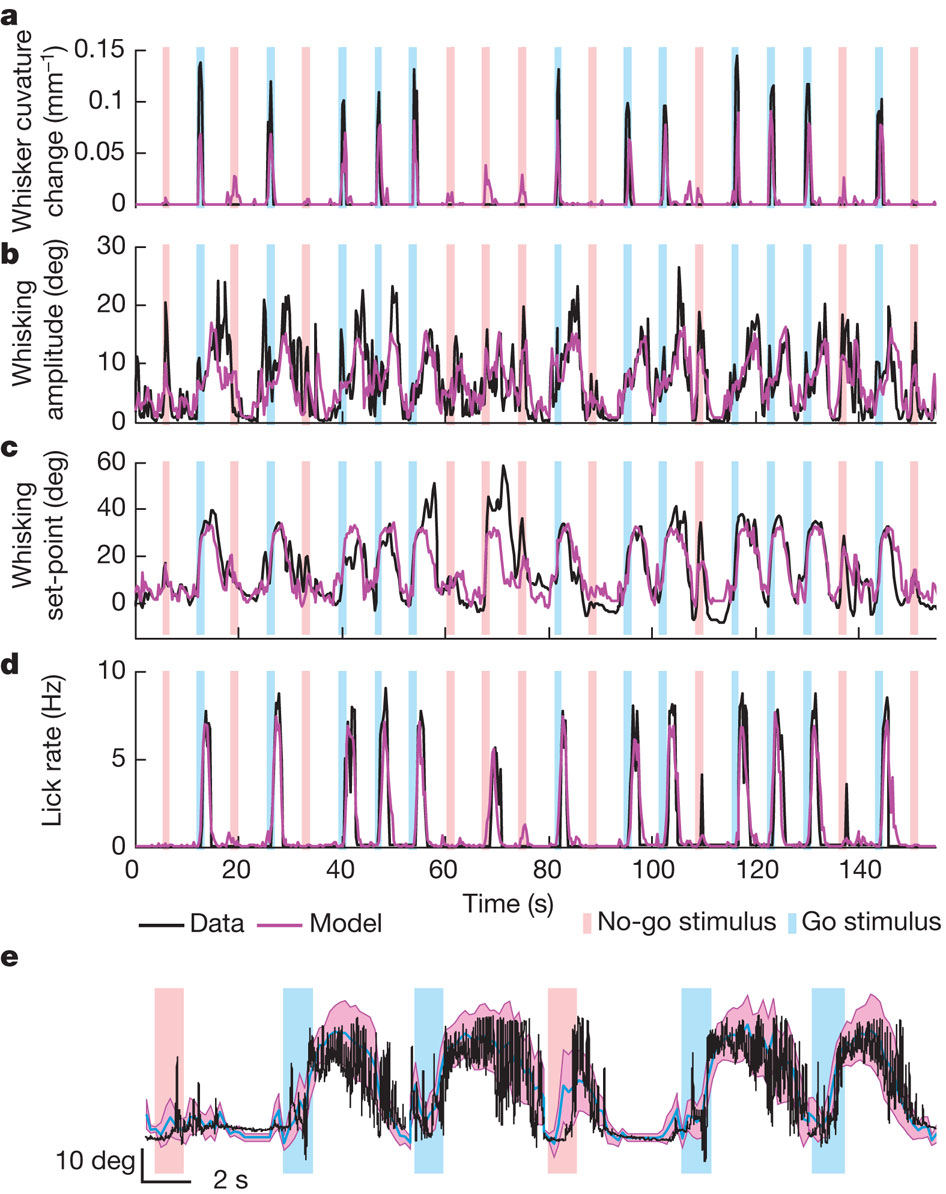 a
Whisker cuvature
change (mm–1)
0.15
0.1
0.05
0
b
Whisking
amplitude (deg)
30
20
10
0
c
Whisking
set-point (deg)
60
40
20
0
d
Lick rate (Hz)
10
5
0
0 20 40 60 80 100 120 140
Time (s)
Data Model No-go stimulus Go stimulus
e
10 deg
2 s